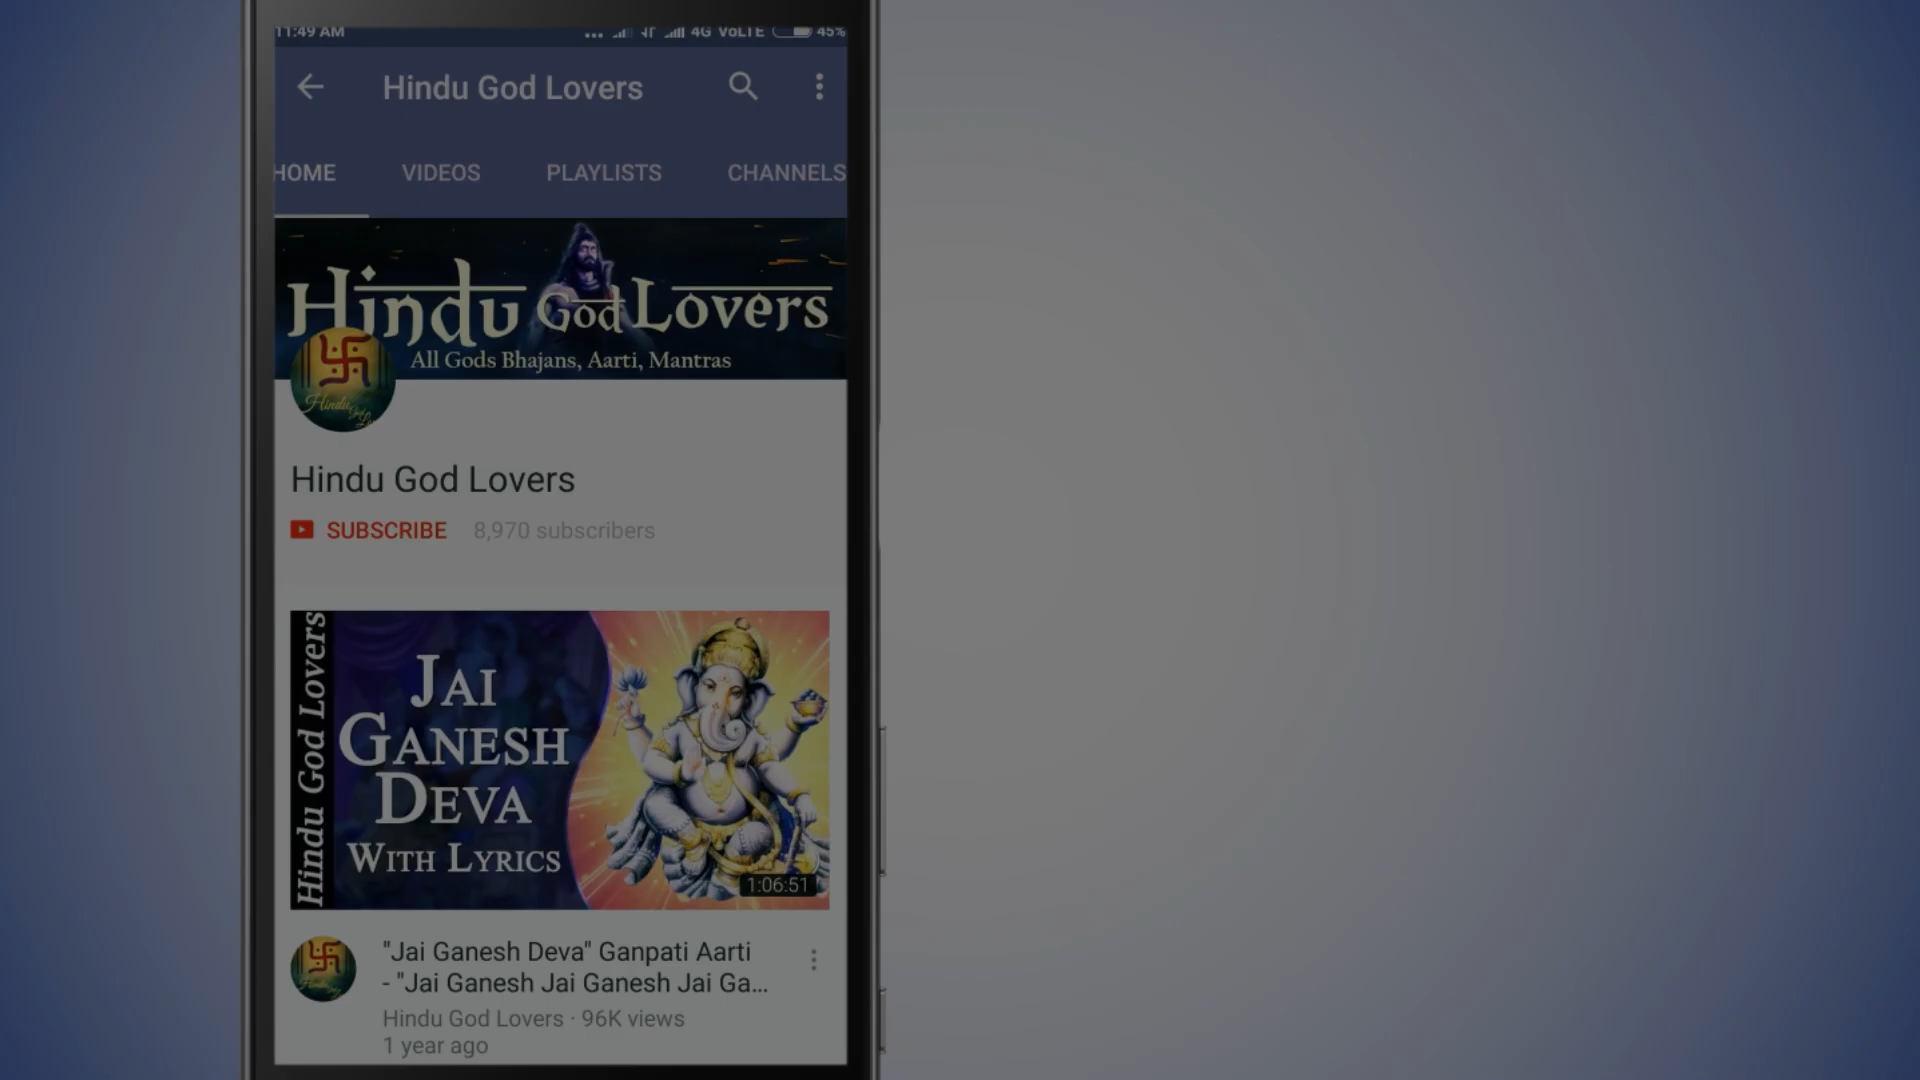 11:49 AM ... 4G VoLTE 45%
Hindu God Lovers
HOME VIDEOS PLAYLISTS CHANNELS
Hindu God Lovers
All Gods Bhajans, Aarti, Mantras
Hindu
Hindu God Lovers
SUBSCRIBE 8,970 subscribers
Hindu God Lovers
JAI
GANESH
DEVA
WITH LYRICS
1:06:51
"Jai Ganesh Deva" Ganpati Aarti
- "Jai Ganesh Jai Ganesh Jai Ga...
Hindu God Lovers · 96K views
1 year ago